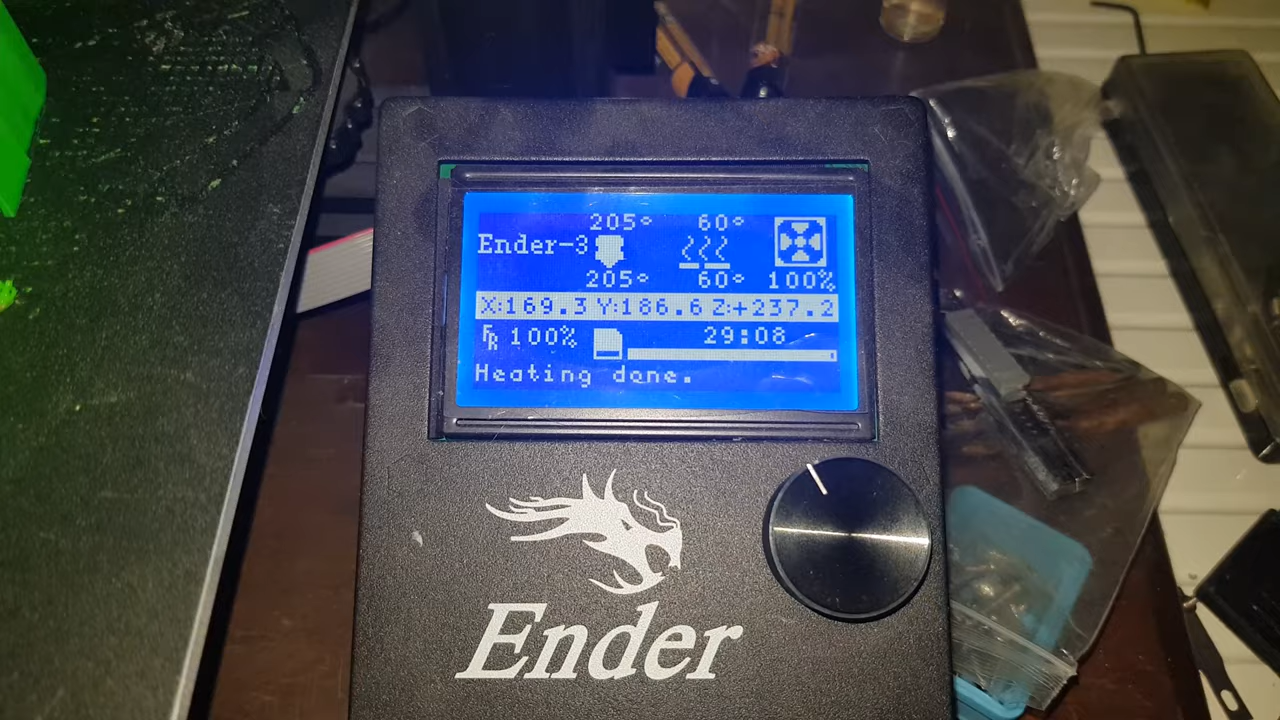 205° 60°
Ender-3
205° 60° 100%
X:169.3 Y:186.6 Z:+237.2
FR 100% 29:08
Heating done.
Ender